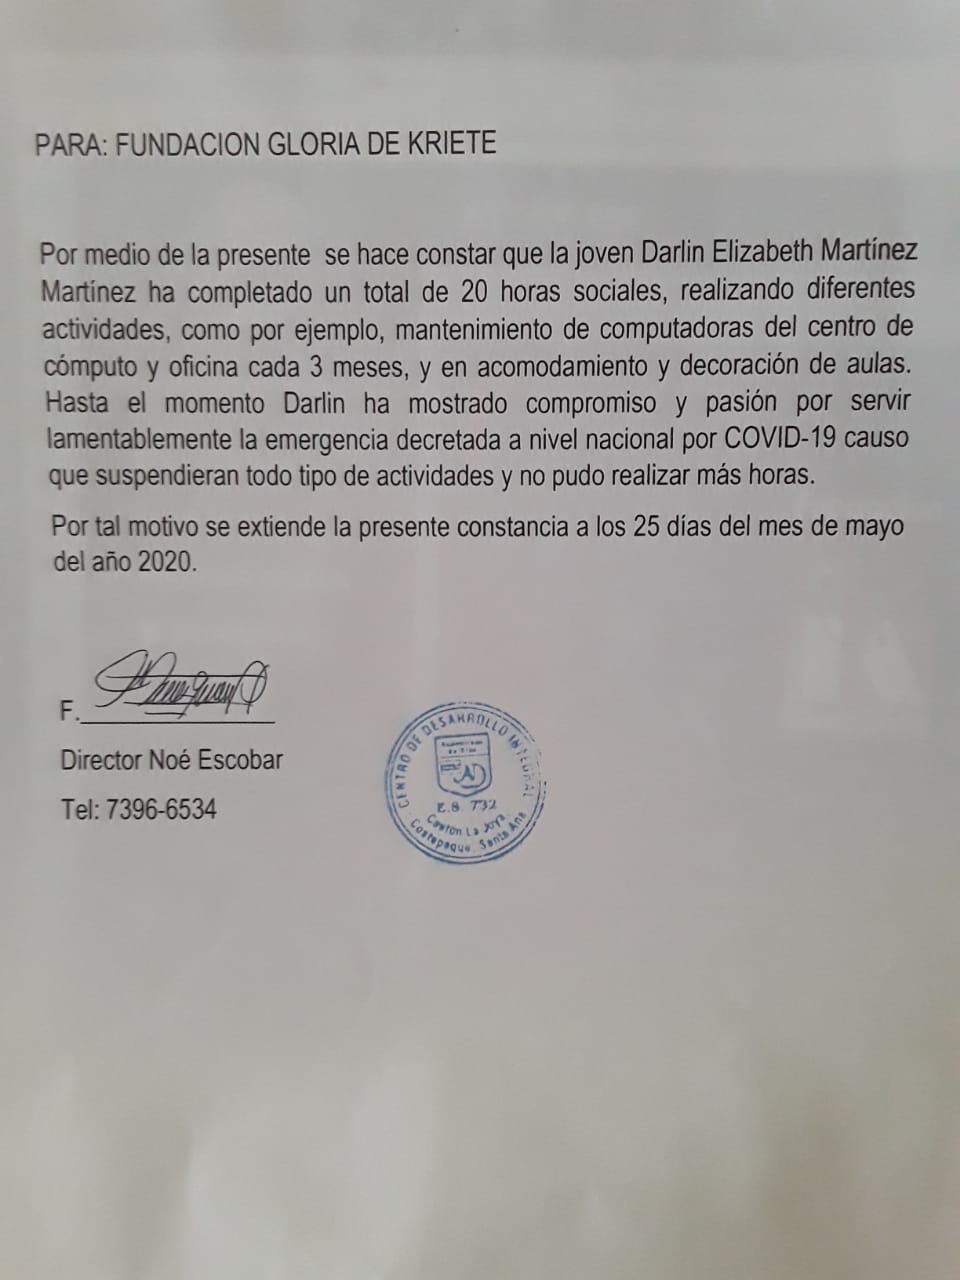 PARA: FUNDACION GLORIA DE KRIETE
Por medio de la presente se hace constar que la joven Darlin Elizabeth Martínez
Martínez ha completado un total de 20 horas sociales, realizando diferentes
actividades, como por ejemplo, mantenimiento de computadoras del centro de
cómputo y oficina cada 3 meses, y en acomodamiento y decoración de aulas.
Hasta el momento Darlin ha mostrado compromiso y pasión por servir
lamentablemente la emergencia decretada a nivel nacional por COVID-19 causo
que suspendieran todo tipo de actividades y no pudo realizar más horas.
Por tal motivo se extiende la presente constancia a los 25 días del mes de mayo
del año 2020.
F.
Director Noé Escobar
Tel: 7396-6534
CENTRO DE DESARROLLO INTEGRAL
E.S. 732
Cantón La Joya
Coatepeque, Santa Ana